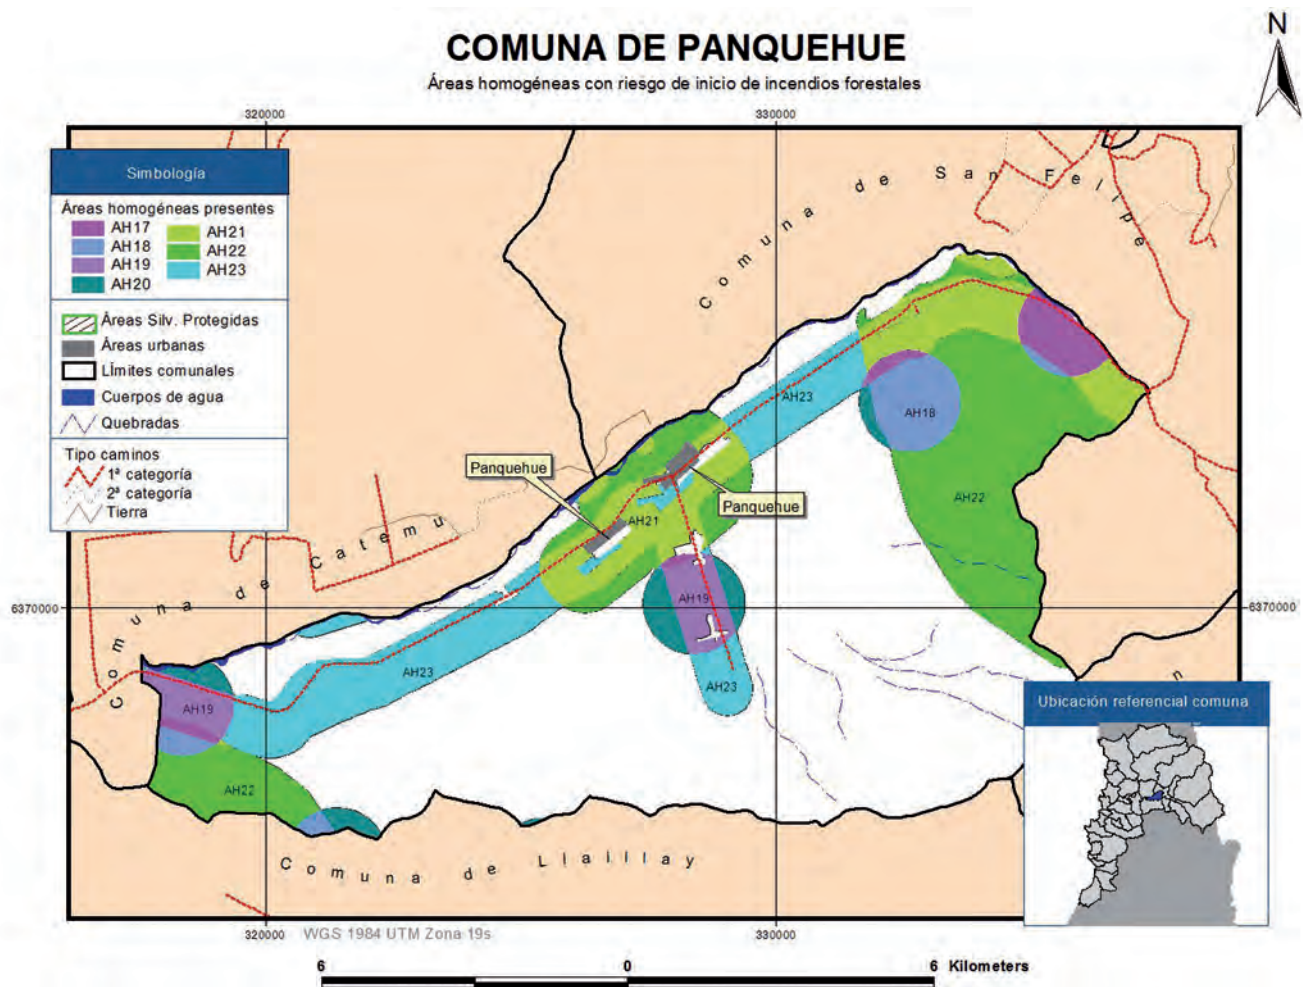 COMUNA DE PANQUEHUE
Áreas homogéneas con riesgo de inicio de incendios forestales
N
320000
330000
Simbología
Áreas homogéneas presentes
AH17
AH18
AH19
AH20
AH21
AH22
AH23
Áreas Silv. Protegidas
Áreas urbanas
Límites comunales
Cuerpos de agua
Quebradas
Tipo caminos
1ª categoría
2ª categoría
Tierra
Comuna de San Felipe
Comuna de Catemu
Comuna de Llaillay
AH23
AH18
AH22
Panquehue
Panquehue
AH21
AH19
AH23
AH23
AH19
AH22
6370000
6370000
Ubicación referencial comuna
320000
330000
WGS 1984 UTM Zona 19s
6
0
6 Kilometers